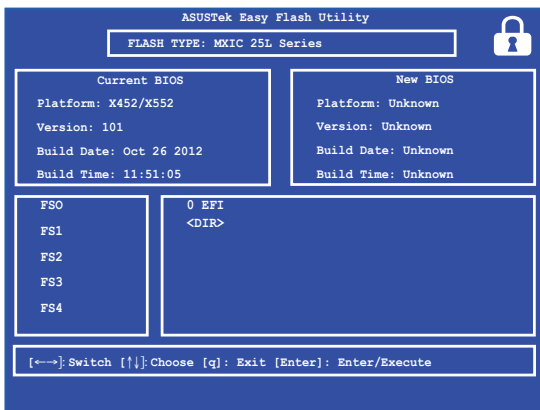 ASUSTek Easy Flash Utility
FLASH TYPE: MXIC 25L Series
Current BIOS
Platform: X452/X552
Version: 101
Build Date: Oct 26 2012
Build Time: 11:51:05
New BIOS
Platform: Unknown
Version: Unknown
Build Date: Unknown
Build Time: Unknown
FSO
FS1
FS2
FS3
FS4
0 EFI
<DIR>
[←→]: Switch [↑↓]: Choose [q]: Exit [Enter]: Enter/Execute